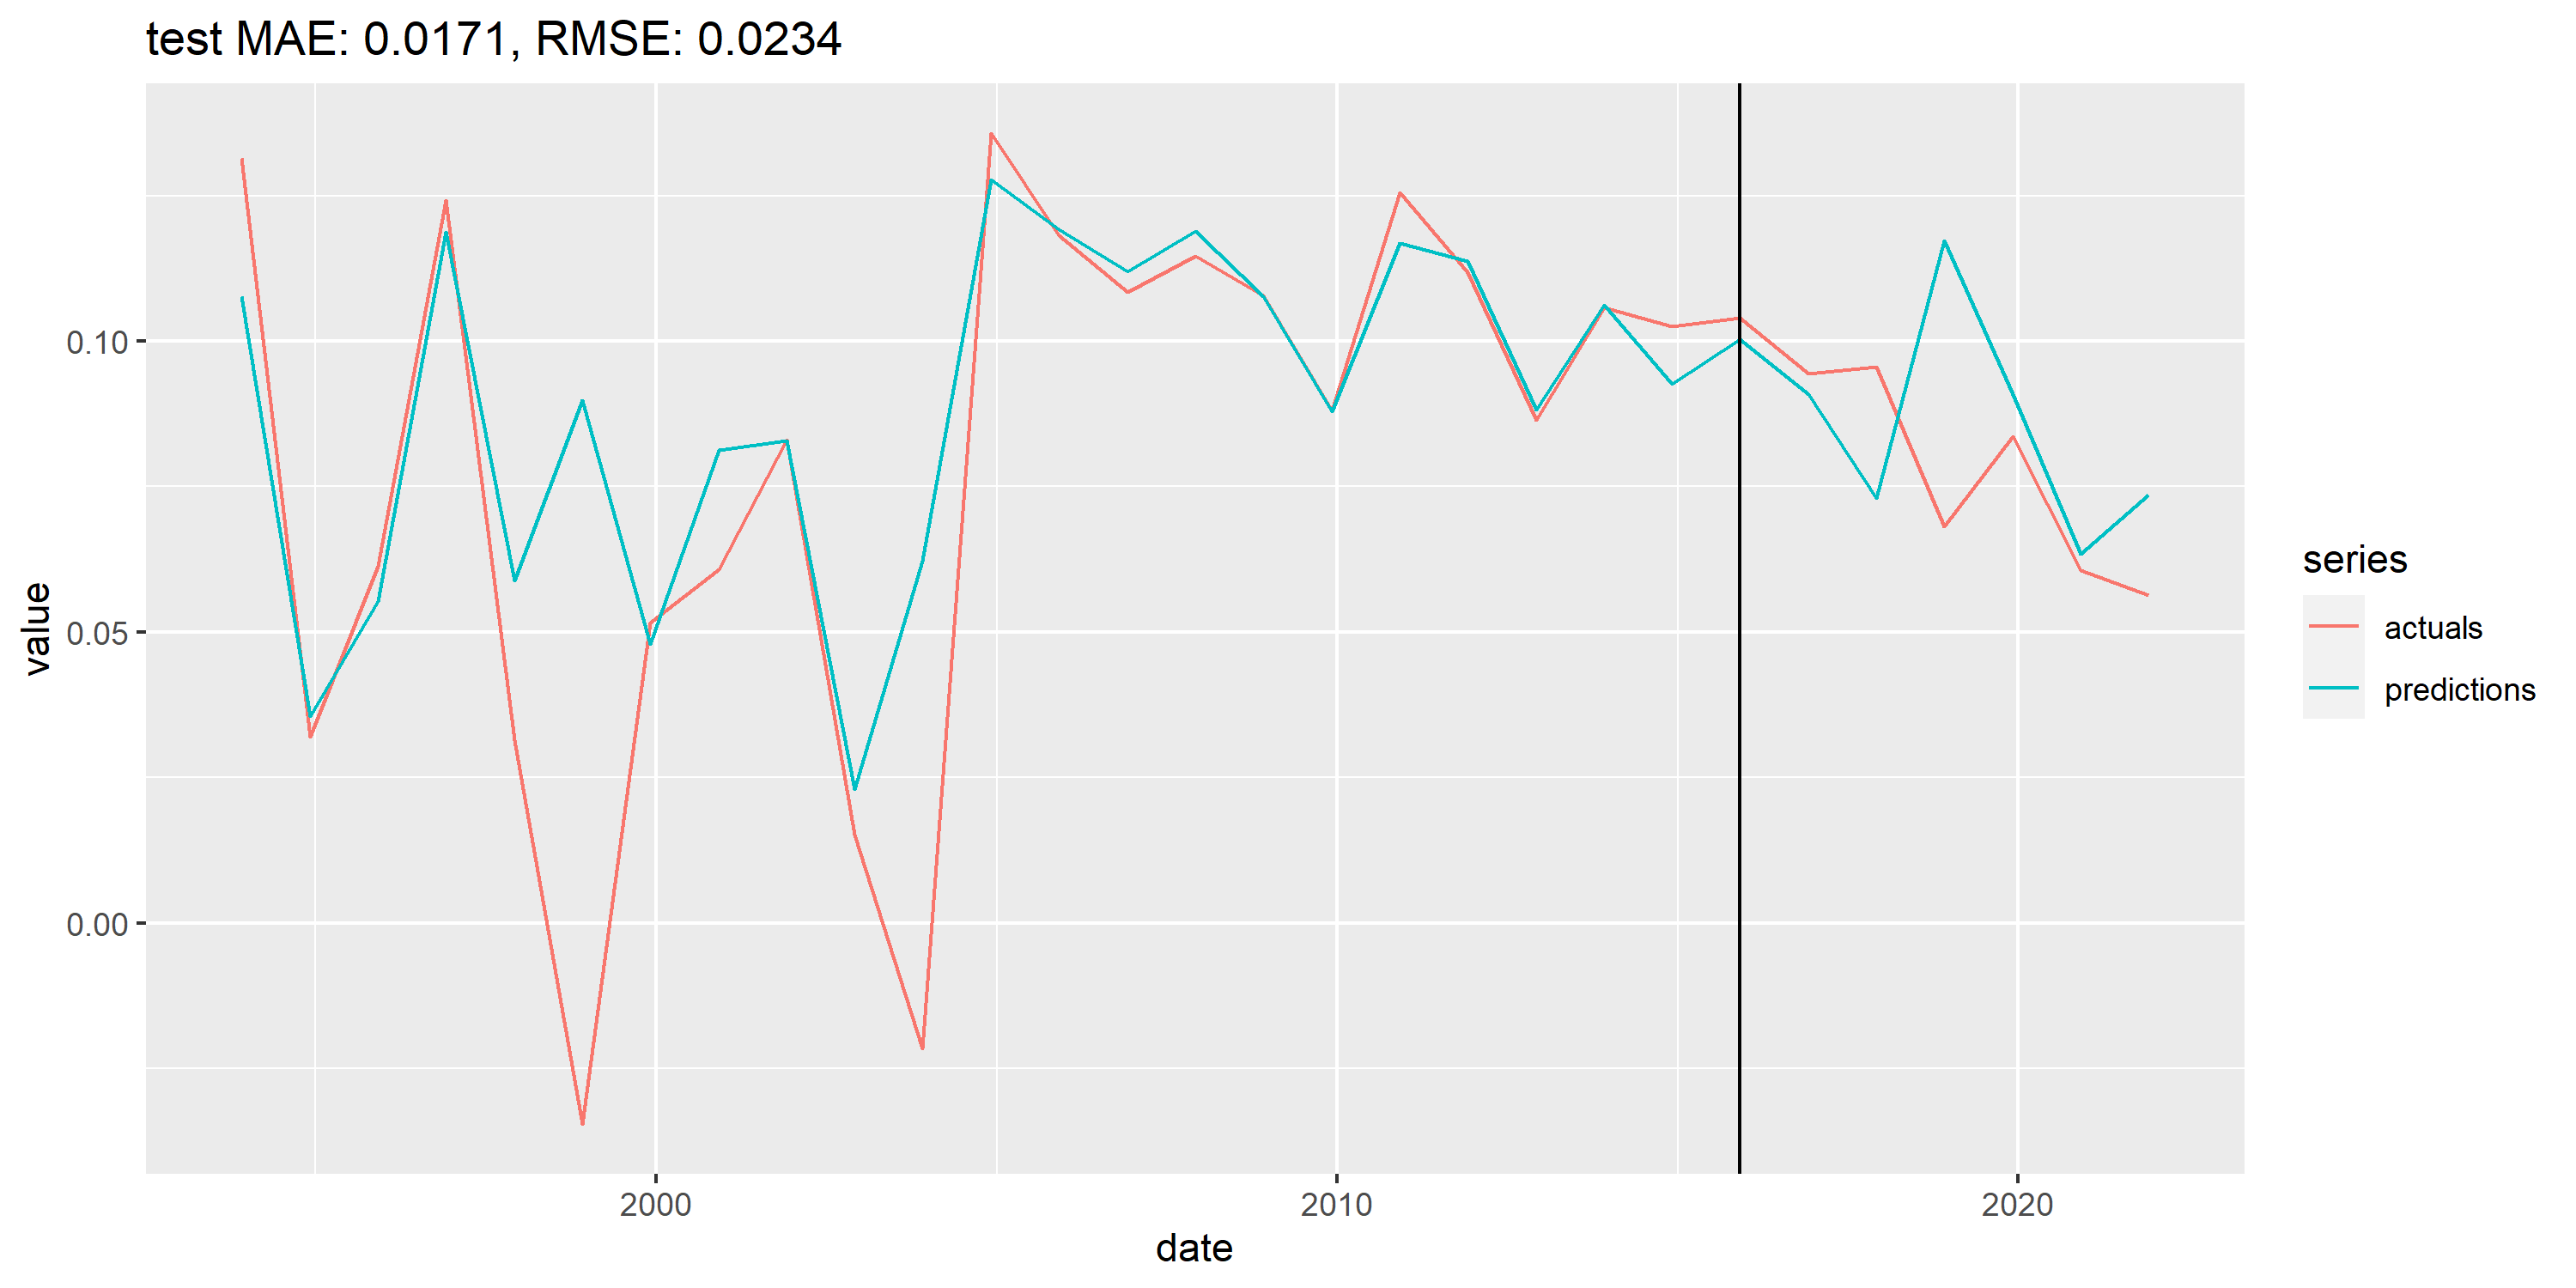 test MAE: 0.0171, RMSE: 0.0234
value
0.10
0.05
0.00
2000
2010
2020
date
series
actuals
predictions